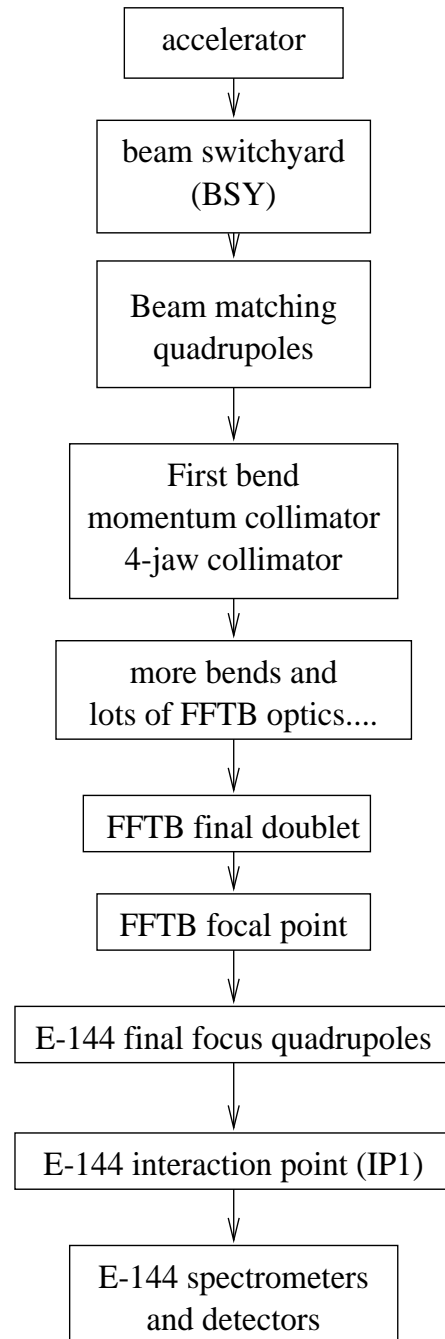 accelerator
beam switchyard
(BSY)
Beam matching
quadrupoles
First bend
momentum collimator
4-jaw collimator
more bends and
lots of FFTB optics....
FFTB final doublet
FFTB focal point
E-144 final focus quadrupoles
E-144 interaction point (IP1)
E-144 spectrometers
and detectors